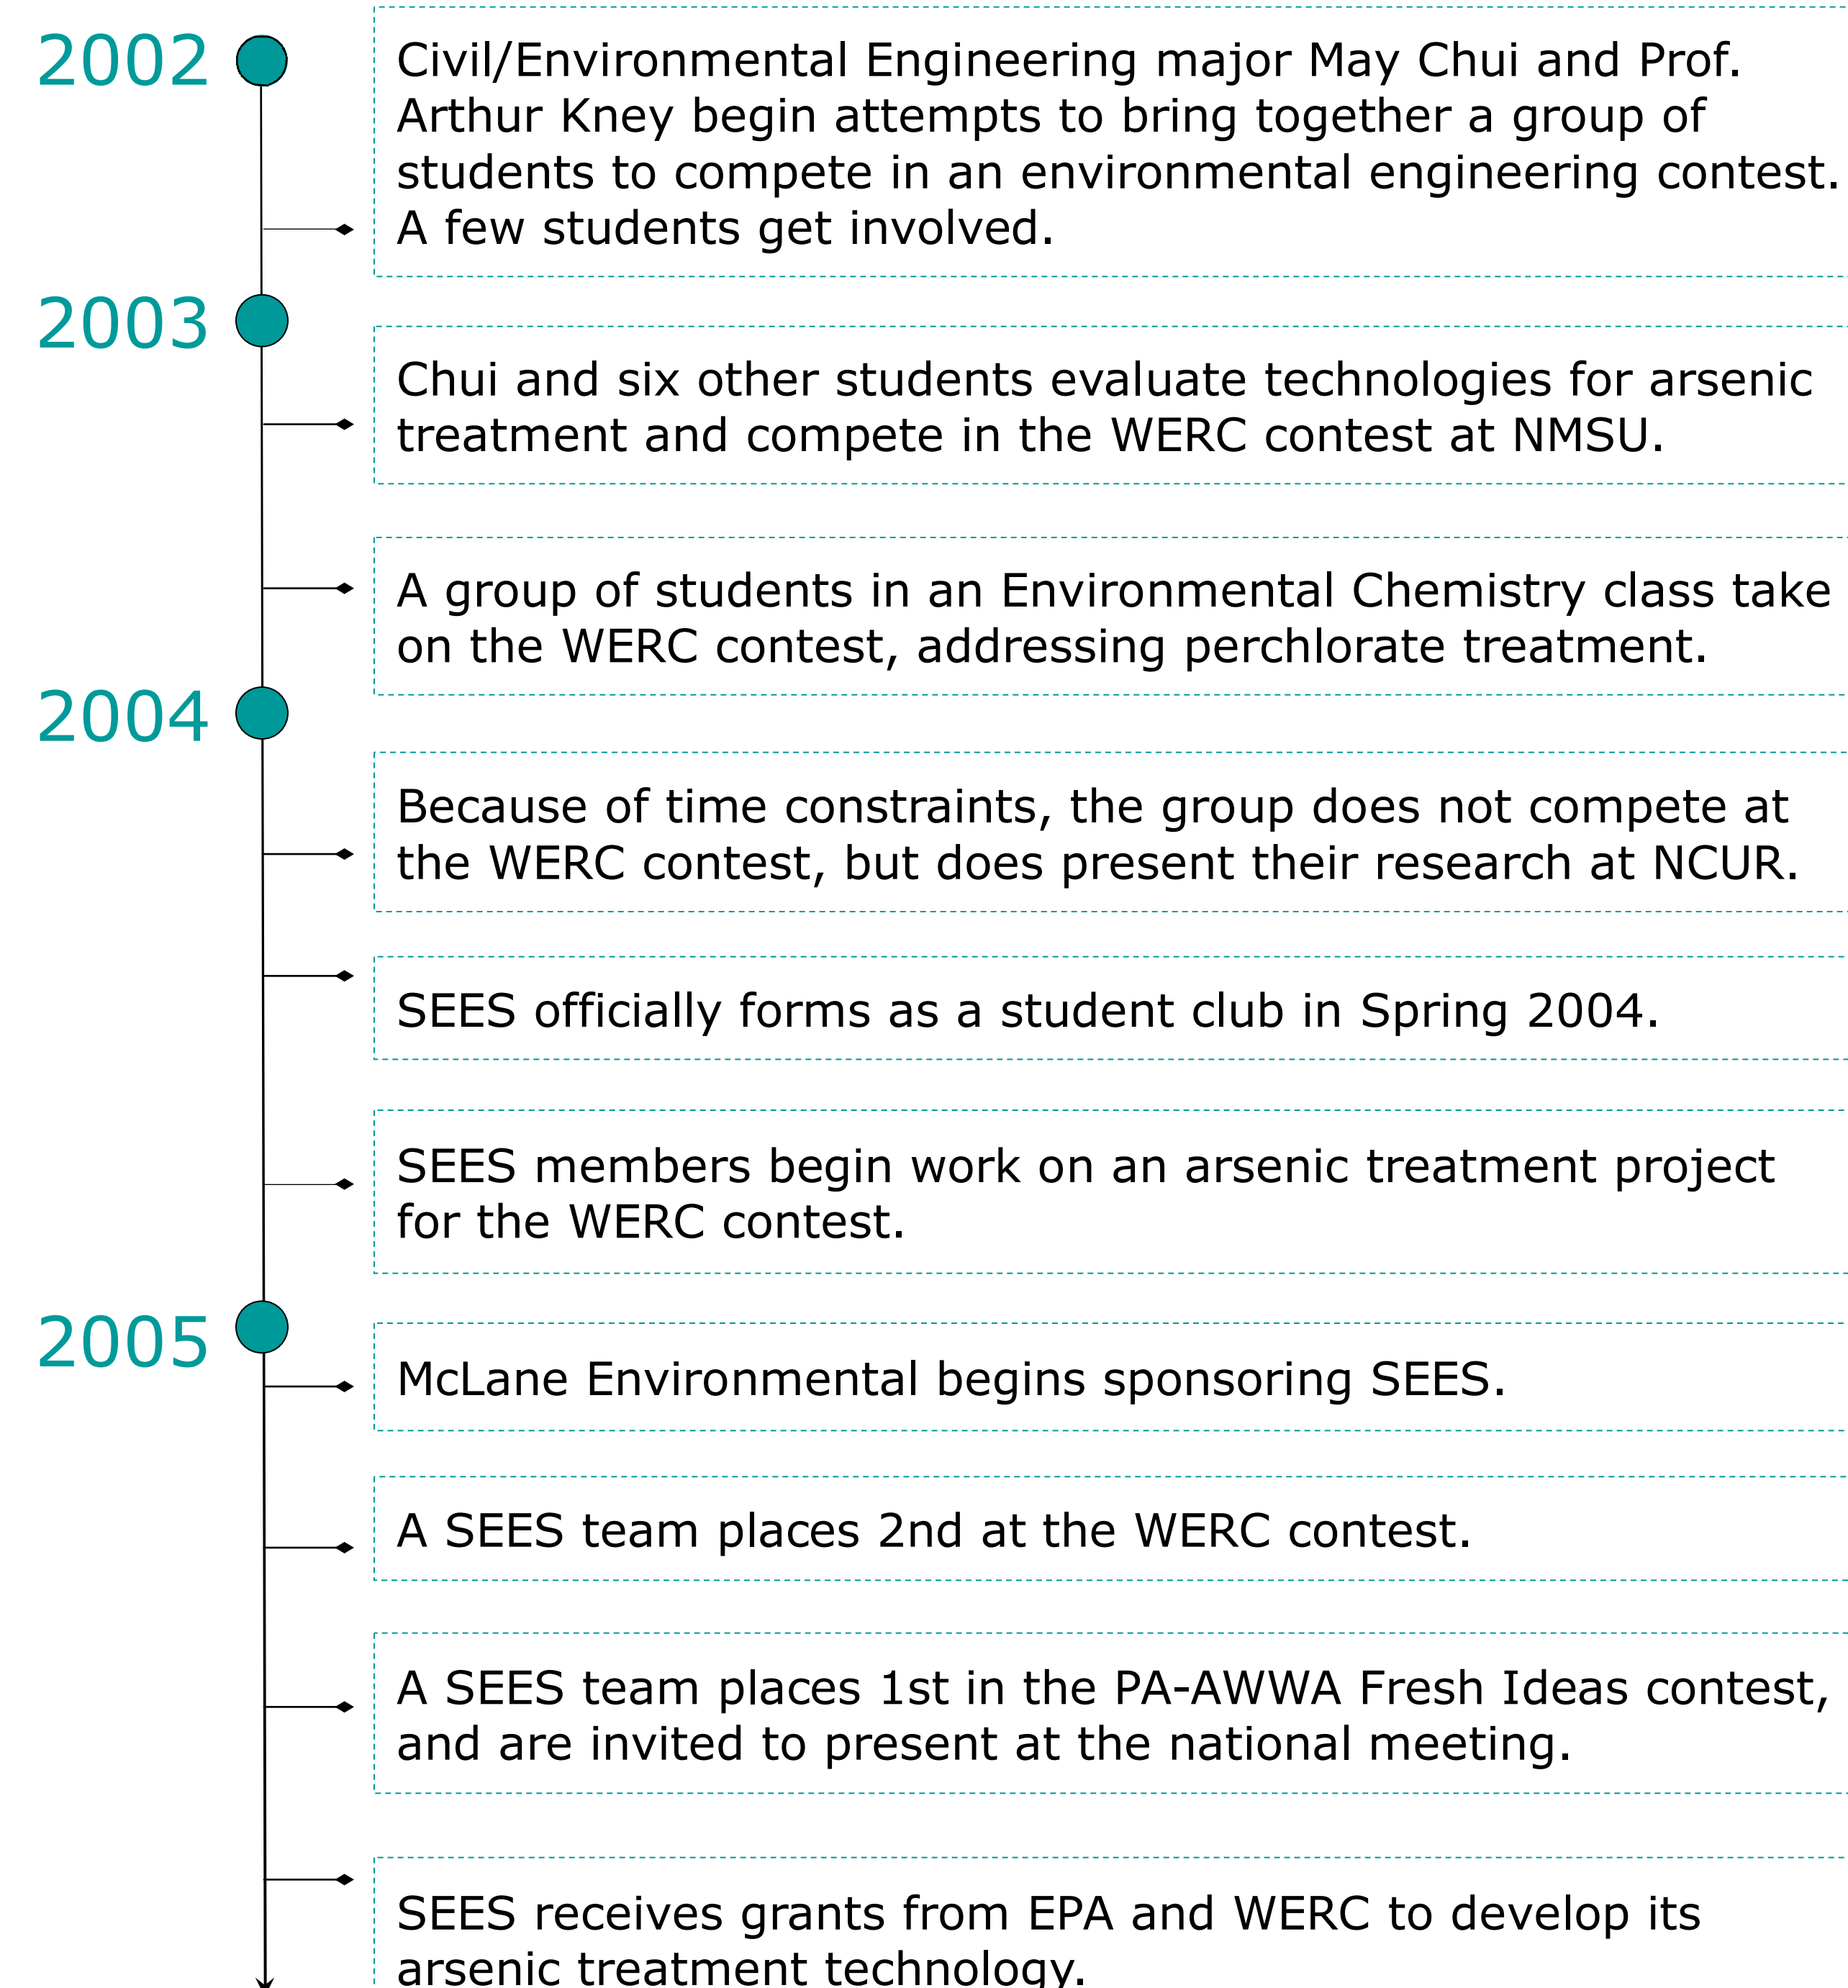 2002
Civil/Environmental Engineering major May Chui and Prof.
Arthur Kney begin attempts to bring together a group of
students to compete in an environmental engineering contest.
A few students get involved.
2003
Chui and six other students evaluate technologies for arsenic
treatment and compete in the WERC contest at NMSU.
A group of students in an Environmental Chemistry class take
on the WERC contest, addressing perchlorate treatment.
2004
Because of time constraints, the group does not compete at
the WERC contest, but does present their research at NCUR.
SEES officially forms as a student club in Spring 2004.
SEES members begin work on an arsenic treatment project
for the WERC contest.
2005
McLane Environmental begins sponsoring SEES.
A SEES team places 2nd at the WERC contest.
A SEES team places 1st in the PA-AWWA Fresh Ideas contest,
and are invited to present at the national meeting.
SEES receives grants from EPA and WERC to develop its
arsenic treatment technology.